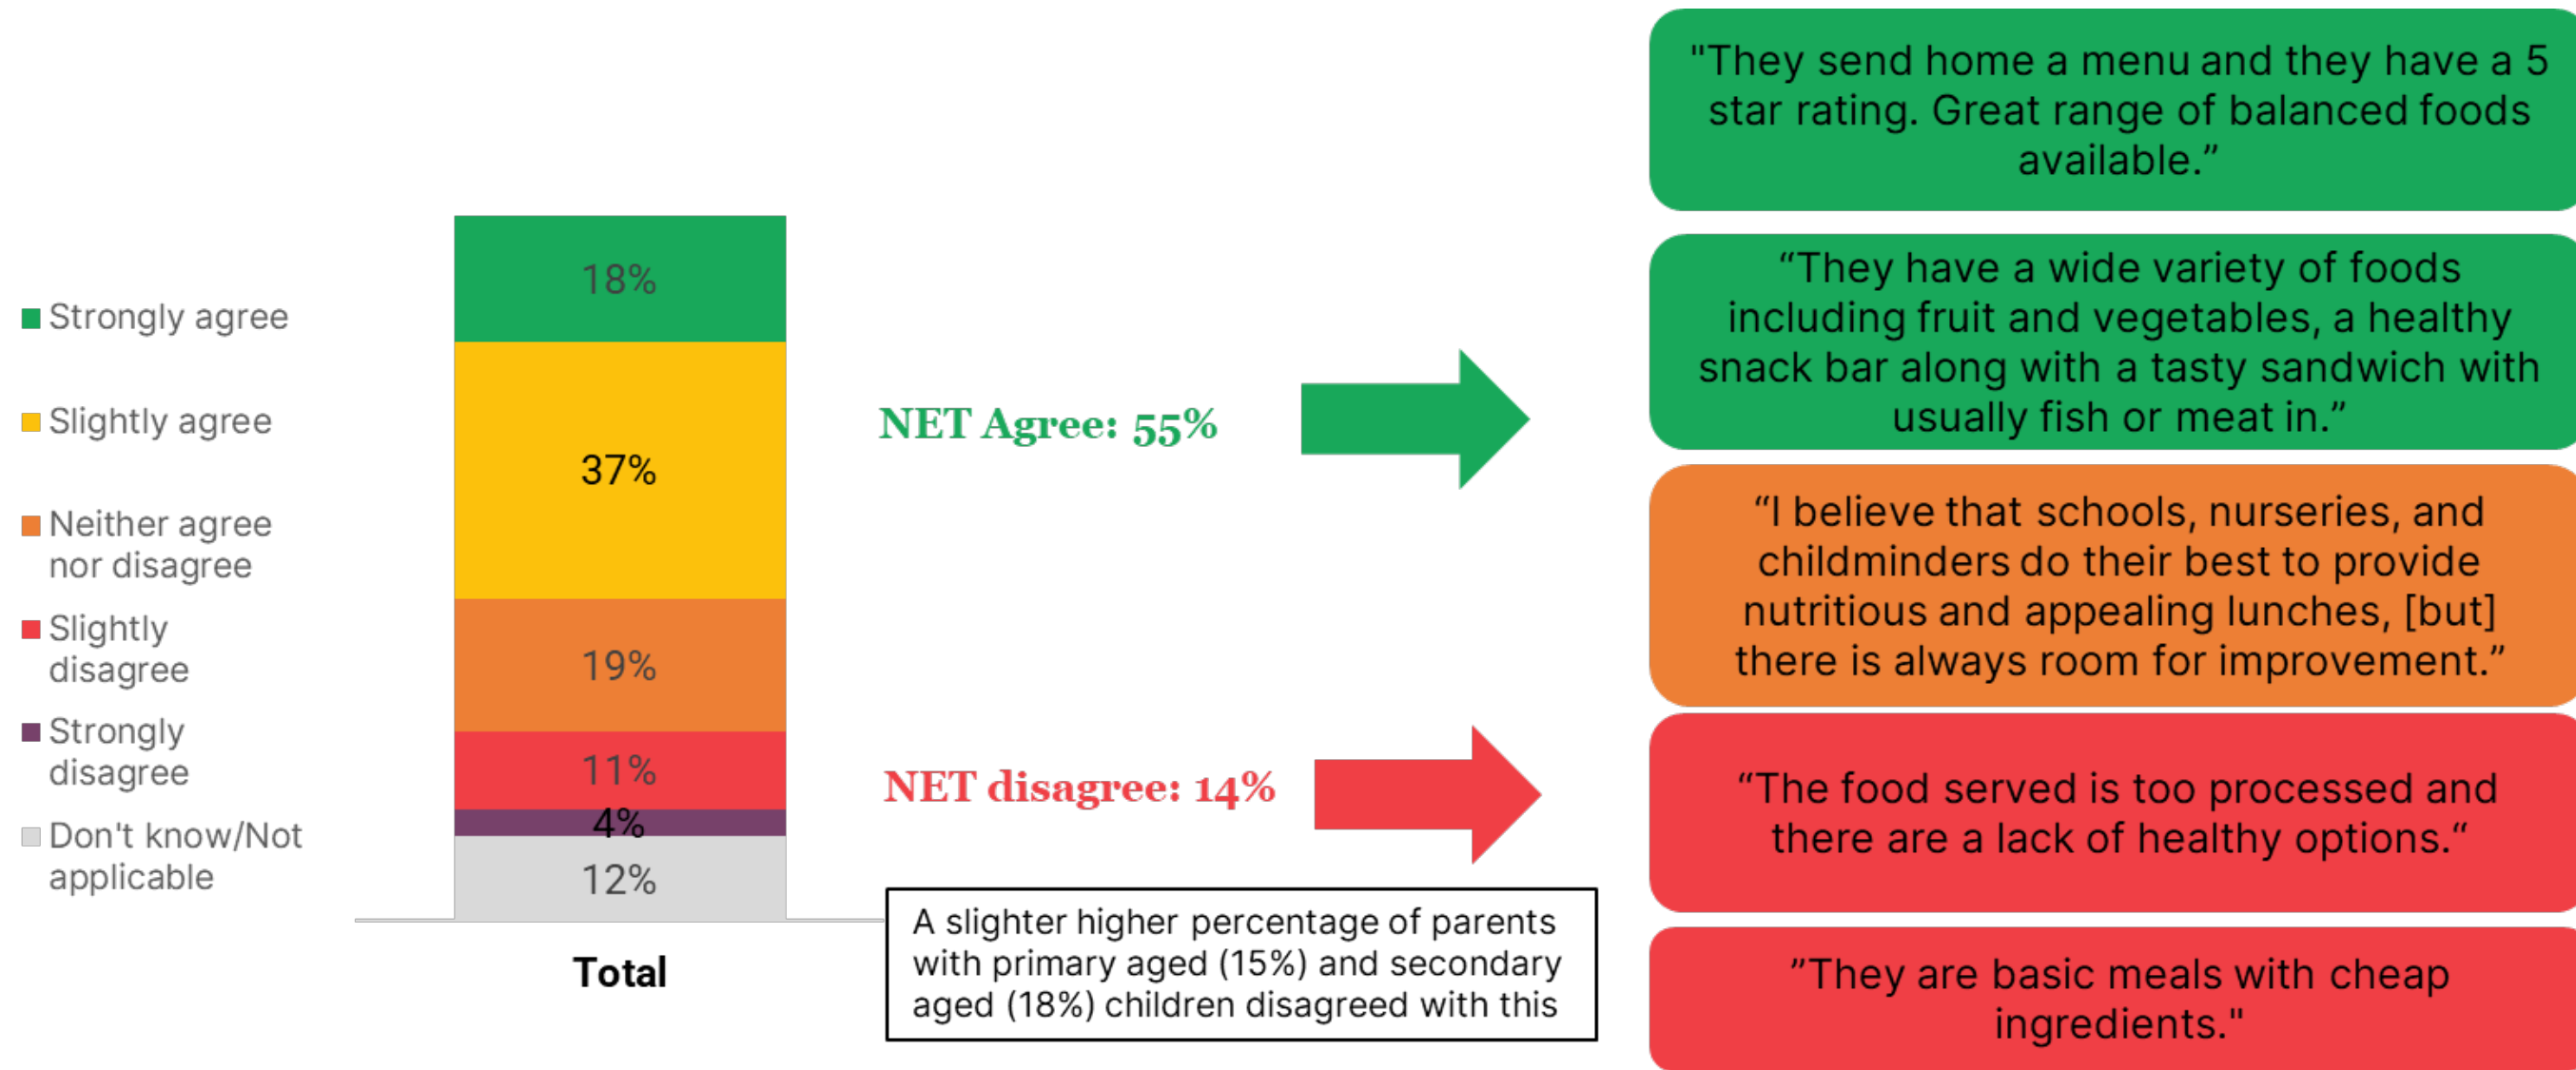 Strongly agree
Slightly agree
Neither agree
nor disagree
Slightly
disagree
Strongly
disagree
Don't know/Not
applicable
18%
37%
19%
11%
4%
12%
Total
NET Agree: 55%
NET disagree: 14%
A slighter higher percentage of parents
with primary aged (15%) and secondary
aged (18%) children disagreed with this
"They send home a menu and they have a 5
star rating. Great range of balanced foods
available.”
“They have a wide variety of foods
including fruit and vegetables, a healthy
snack bar along with a tasty sandwich with
usually fish or meat in.”
“I believe that schools, nurseries, and
childminders do their best to provide
nutritious and appealing lunches, [but]
there is always room for improvement.”
“The food served is too processed and
there are a lack of healthy options.“
”They are basic meals with cheap
ingredients."